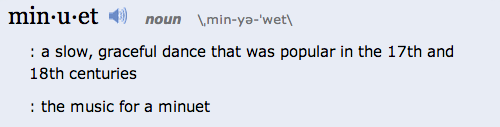 min·u·et noun \ˌmin-yə-ˈwet\
: a slow, graceful dance that was popular in the 17th and
18th centuries
: the music for a minuet